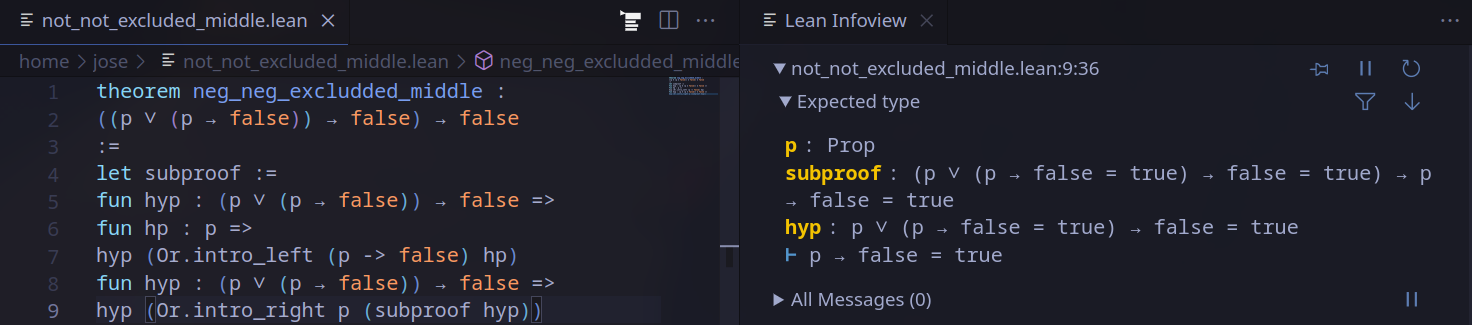 not_not_excluded_middle.lean
home > jose > not_not_excluded_middle.lean > neg_neg_excludded_middle
1 theorem neg_neg_excludded_middle :
2 ((p ∨ (p → false)) → false) → false
3 :=
4 let subproof :=
5 fun hyp : (p ∨ (p → false)) → false =>
6 fun hp : p =>
7 hyp (Or.intro_left (p -> false) hp)
8 fun hyp : (p ∨ (p → false)) → false =>
9 hyp (Or.intro_right p (subproof hyp))
Lean Infoview
not_not_excluded_middle.lean:9:36
Expected type
p : Prop
subproof : (p ∨ (p → false = true) → false = true) → p
→ false = true
hyp : p ∨ (p → false = true) → false = true
⊢ p → false = true
All Messages (0)